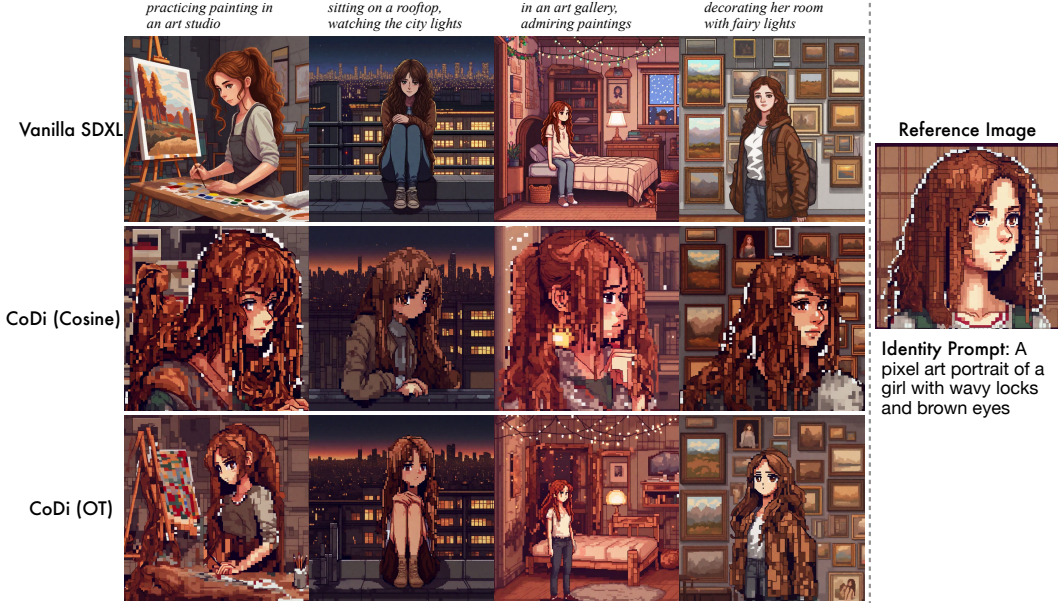 practicing painting in
an art studio
sitting on a rooftop,
watching the city lights
in an art gallery,
admiring paintings
decorating her room
with fairy lights
Vanilla SDXL
CoDi (Cosine)
CoDi (OT)
Reference Image
Identity Prompt: A
pixel art portrait of a
girl with wavy locks
and brown eyes